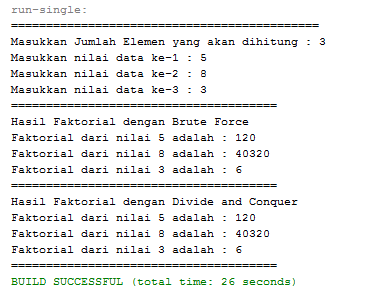 run-single:
============================================
Masukkan Jumlah Elemen yang akan dihitung : 3
Masukkan nilai data ke-1 : 5
Masukkan nilai data ke-2 : 8
Masukkan nilai data ke-3 : 3
======================================
Hasil Faktorial dengan Brute Force
Faktorial dari nilai 5 adalah : 120
Faktorial dari nilai 8 adalah : 40320
Faktorial dari nilai 3 adalah : 6
======================================
Hasil Faktorial dengan Divide and Conquer
Faktorial dari nilai 5 adalah : 120
Faktorial dari nilai 8 adalah : 40320
Faktorial dari nilai 3 adalah : 6
======================================
BUILD SUCCESSFUL (total time: 26 seconds)